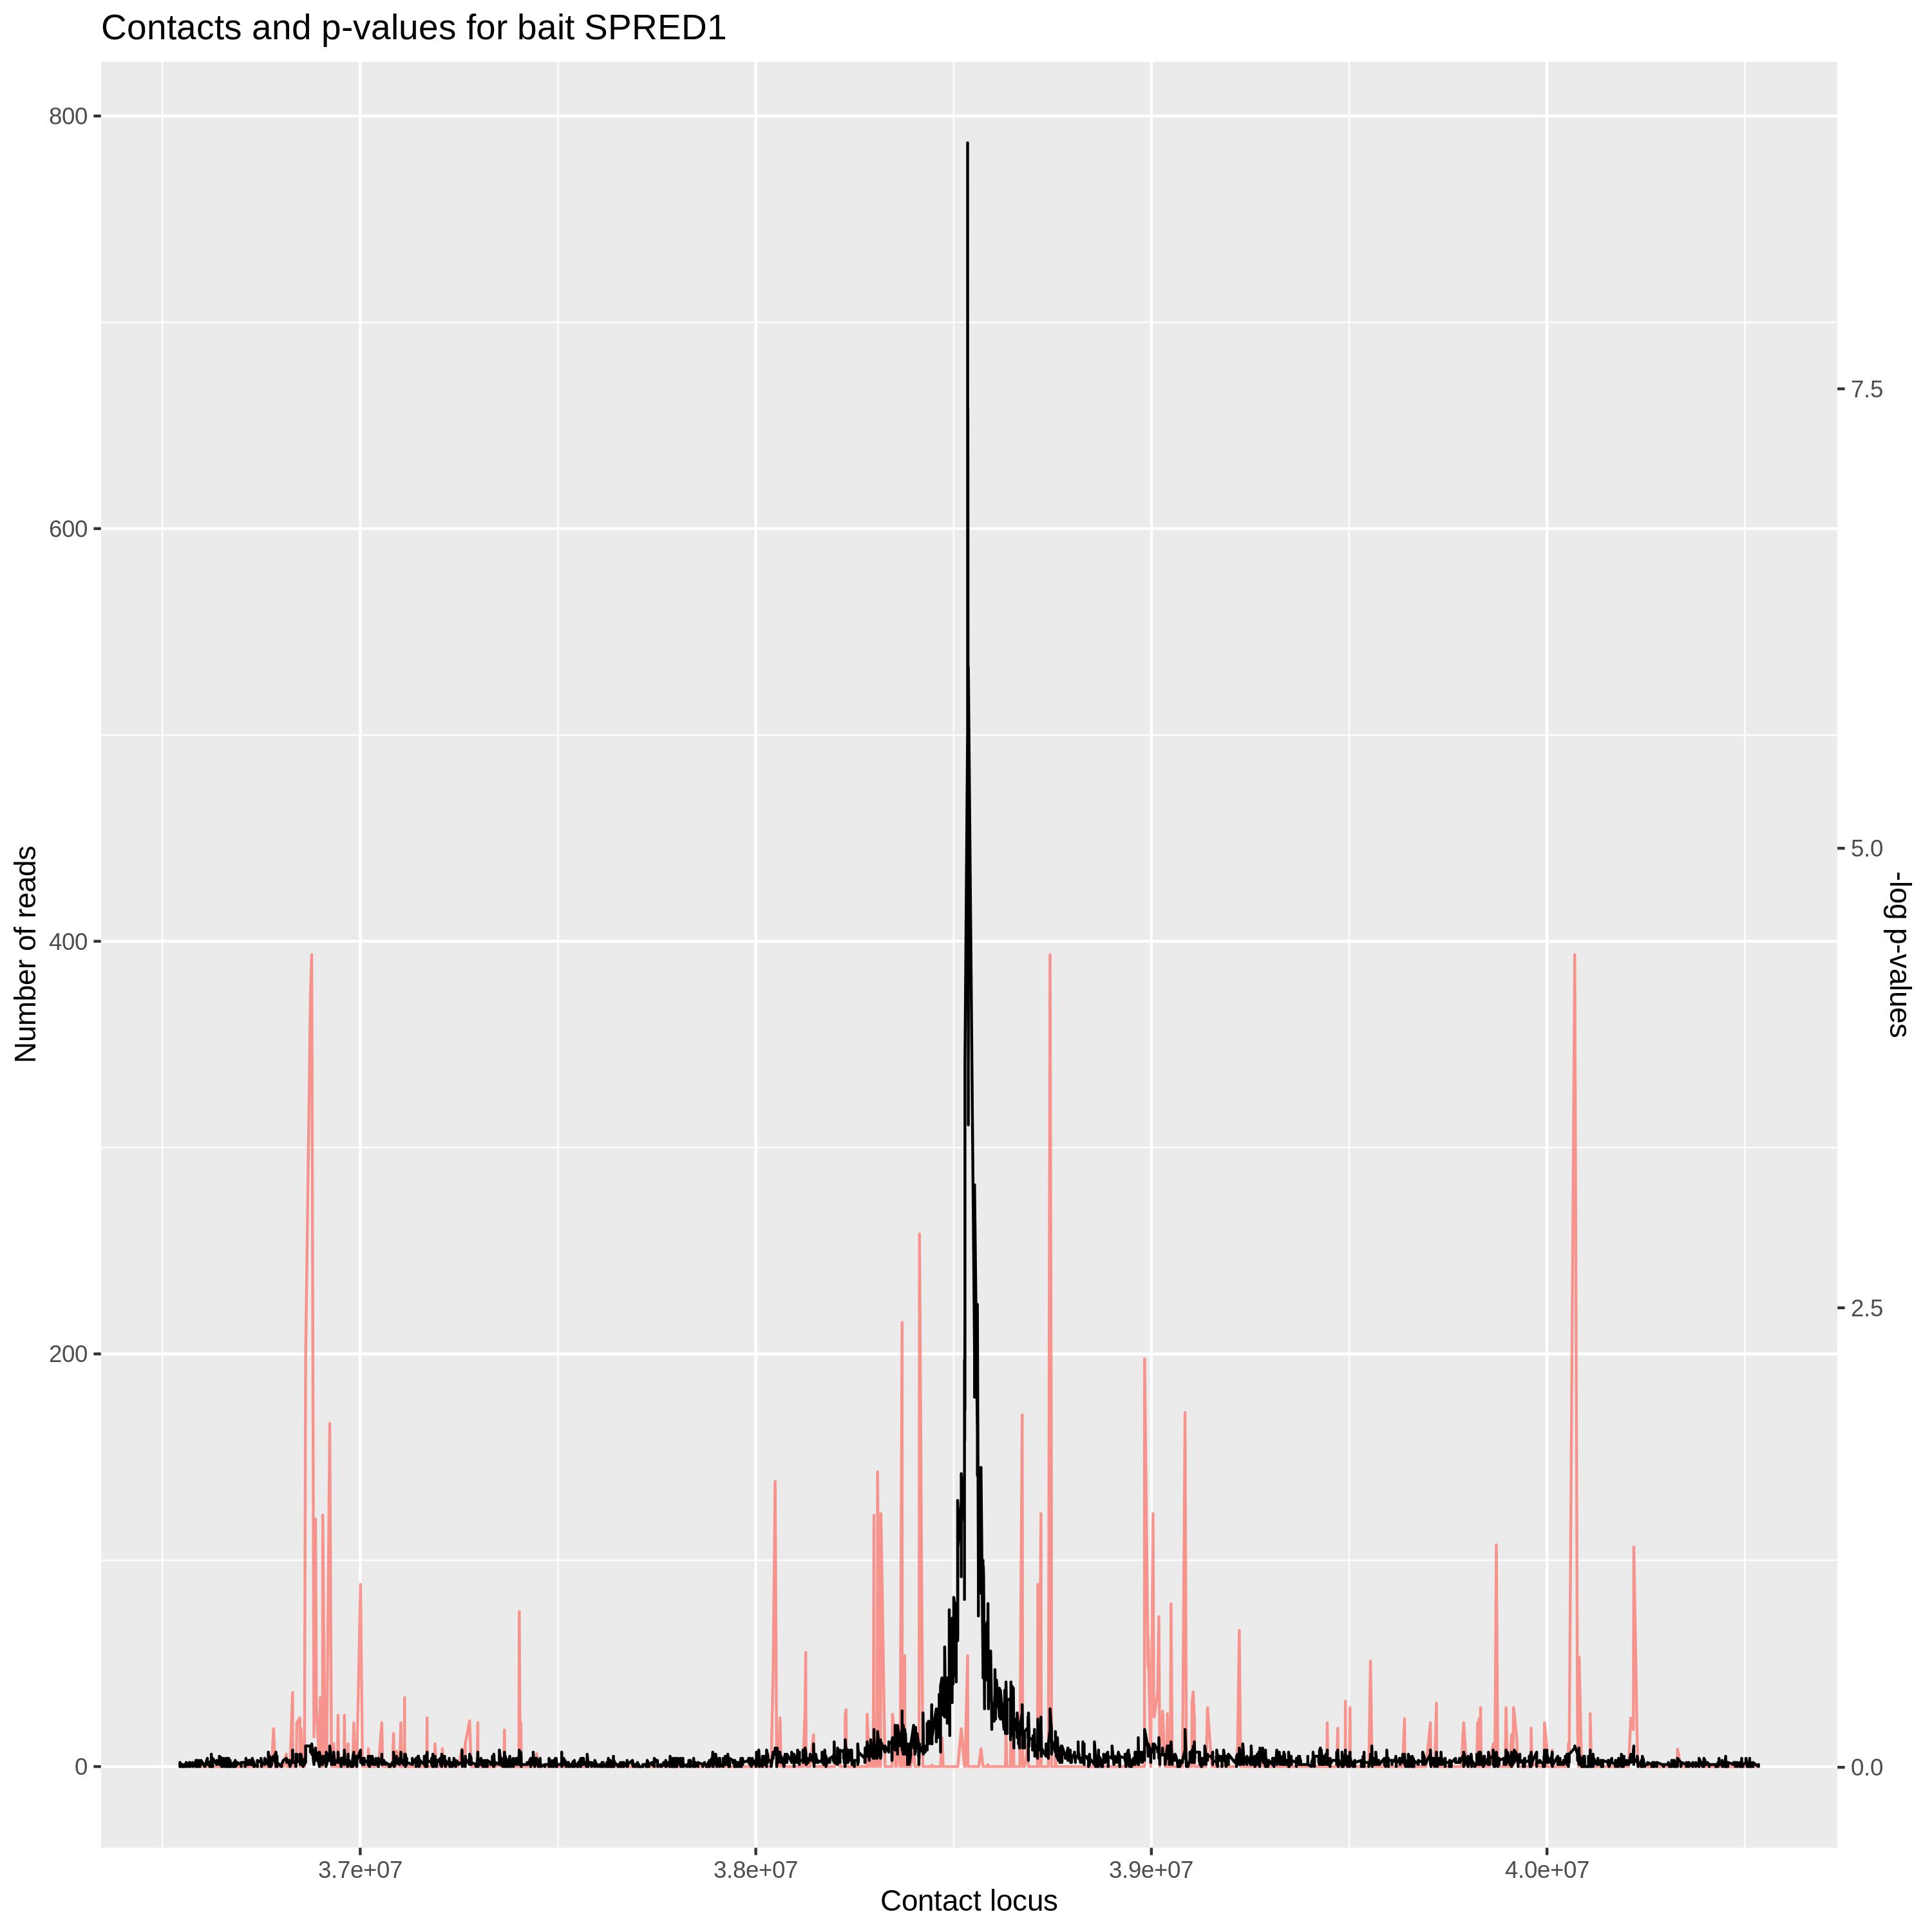 Contacts and p-values for bait SPRED1
800
600
400
200
0
Number of reads
7.5
5.0
2.5
0.0
-log p-values
3.7e+07 3.8e+07 3.9e+07 4.0e+07
Contact locus